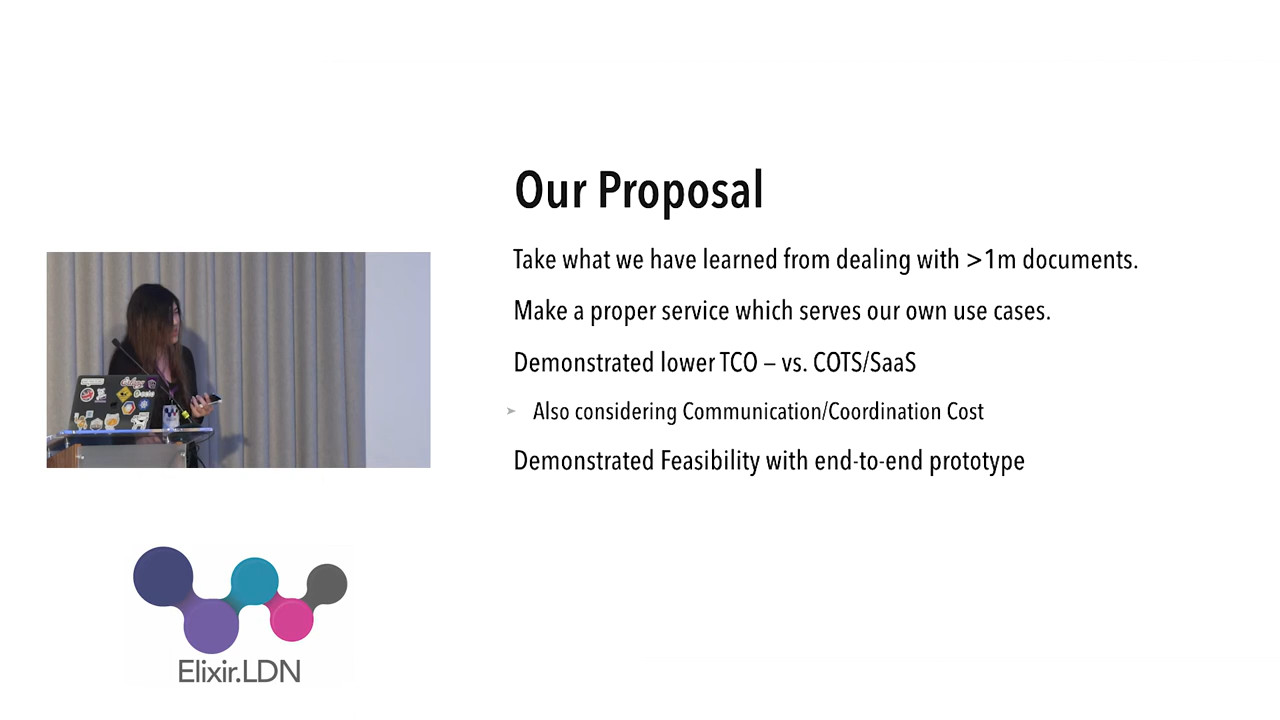 Our Proposal
Take what we have learned from dealing with >1m documents.
Make a proper service which serves our own use cases.
Demonstrated lower TCO – vs. COTS/SaaS
Also considering Communication/Coordination Cost
Demonstrated Feasibility with end-to-end prototype
Elixir.LDN